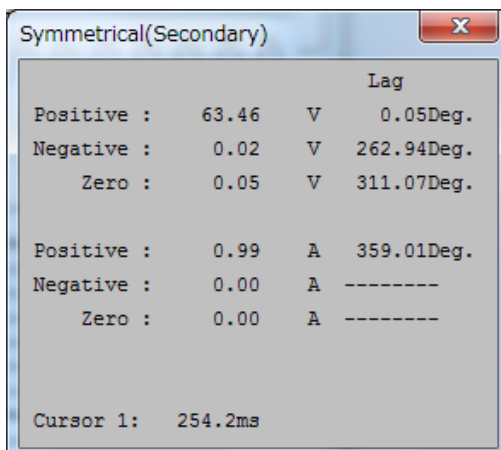 Symmetrical(Secondary)
Lag
Positive : 63.46 V 0.05Deg.
Negative : 0.02 V 262.94Deg.
Zero : 0.05 V 311.07Deg.
Positive : 0.99 A 359.01Deg.
Negative : 0.00 A --------
Zero : 0.00 A --------
Cursor 1: 254.2ms